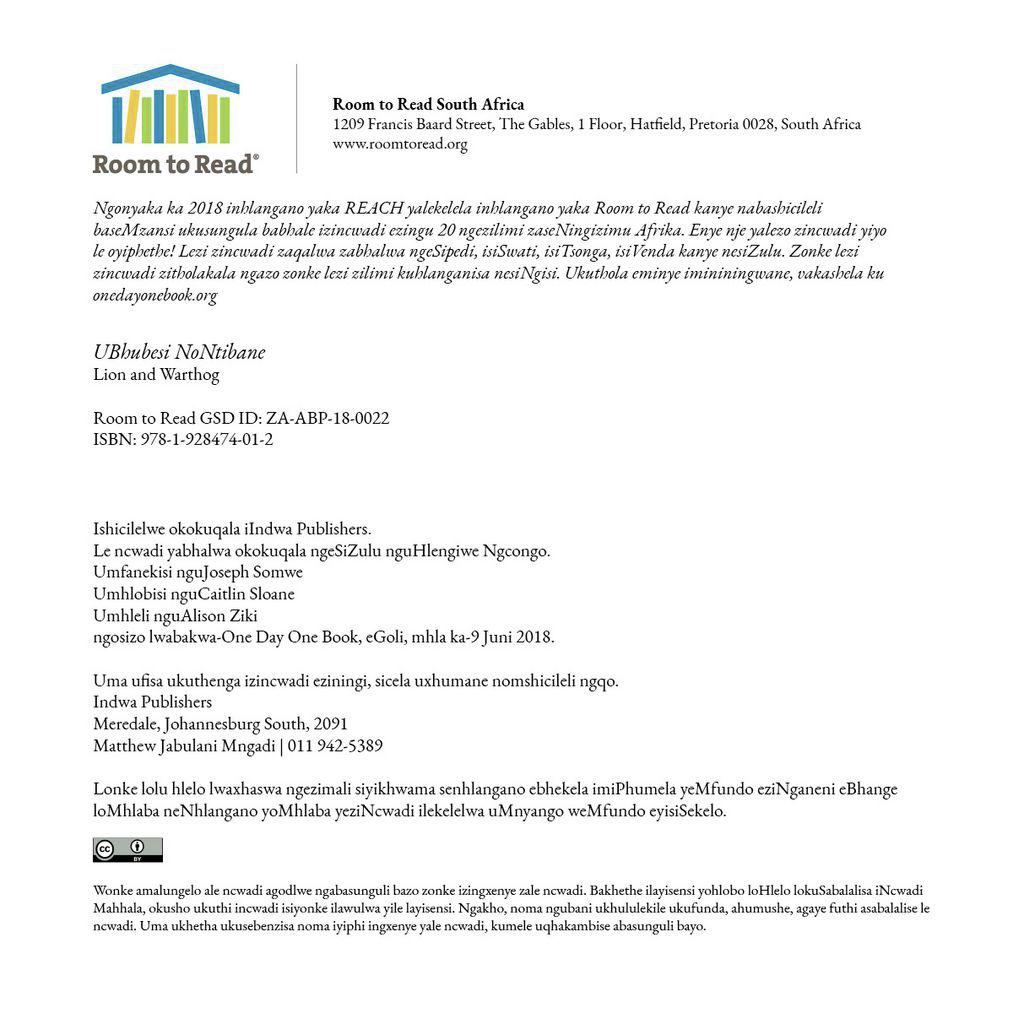 Room to Read®
Room to Read South Africa
1209 Francis Baard Street, The Gables, 1 Floor, Hatfield, Pretoria 0028, South Africa
www.roomtoread.org
Ngonyaka ka 2018 inhlangano yaka REACH yalekelela inhlangano yaka Room to Read kanye nabashicileli
baseMzansi ukusungula babhale izincwadi ezingu 20 ngezilimi zaseNingizimu Afrika. Enye nje yalezo zincwadi yiyo
le oyiphethe! Lezi zincwadi zaqalwa zabhalwa ngeSipedi, isiSwati, isiTsonga, isiVenda kanye nesiZulu. Zonke lezi
zincwadi zitholakala ngazo zonke lezi zilimi kuhlanganisa nesiNgisi. Ukuthola eminye imininingwane, vakashela ku
onedayonebook.org
UBhubesi NoNtibane
Lion and Warthog
Room to Read GSD ID: ZA-ABP-18-0022
ISBN: 978-1-928474-01-2
Ishicilelwe okokuqala iIndwa Publishers.
Le ncwadi yabhalwa okokuqala ngeSiZulu nguHlengiwe Ngcongo.
Umfanekisi nguJoseph Somwe
Umhlobisi nguCaitlin Sloane
Umhleli nguAlison Ziki
ngosizo lwabakwa-One Day One Book, eGoli, mhla ka-9 Juni 2018.
Uma ufisa ukuthenga izincwadi eziningi, sicela uxhumane nomshicileli ngqo.
Indwa Publishers
Meredale, Johannesburg South, 2091
Matthew Jabulani Mngadi | 011 942-5389
Lonke lolu hlelo lwaxhaswa ngezimali siyikhwama senhlangano ebhekela imiPhumela yeMfundo eziNganeni eBhange
loMhlaba neNhlangano yoMhlaba yeziNcwadi ilekelelwa uMnyango weMfundo eyisiSekelo.
cc BY
Wonke amalungelo ale ncwadi agodlwe ngabasunguli bazo zonke izingxenye zale ncwadi. Bakhethe ilayisensi yohlobo loHlelo lokuSabalalisa iNcwadi
Mahhala, okusho ukuthi incwadi isiyonke ilawulwa yile layisensi. Ngakho, noma ngubani ukhululekile ukufunda, ahumushe, agaye futhi asabalalise le
ncwadi. Uma ukhetha ukusebenzisa noma iyiphi ingxenye yale ncwadi, kumele uqhakambise abasunguli bayo.